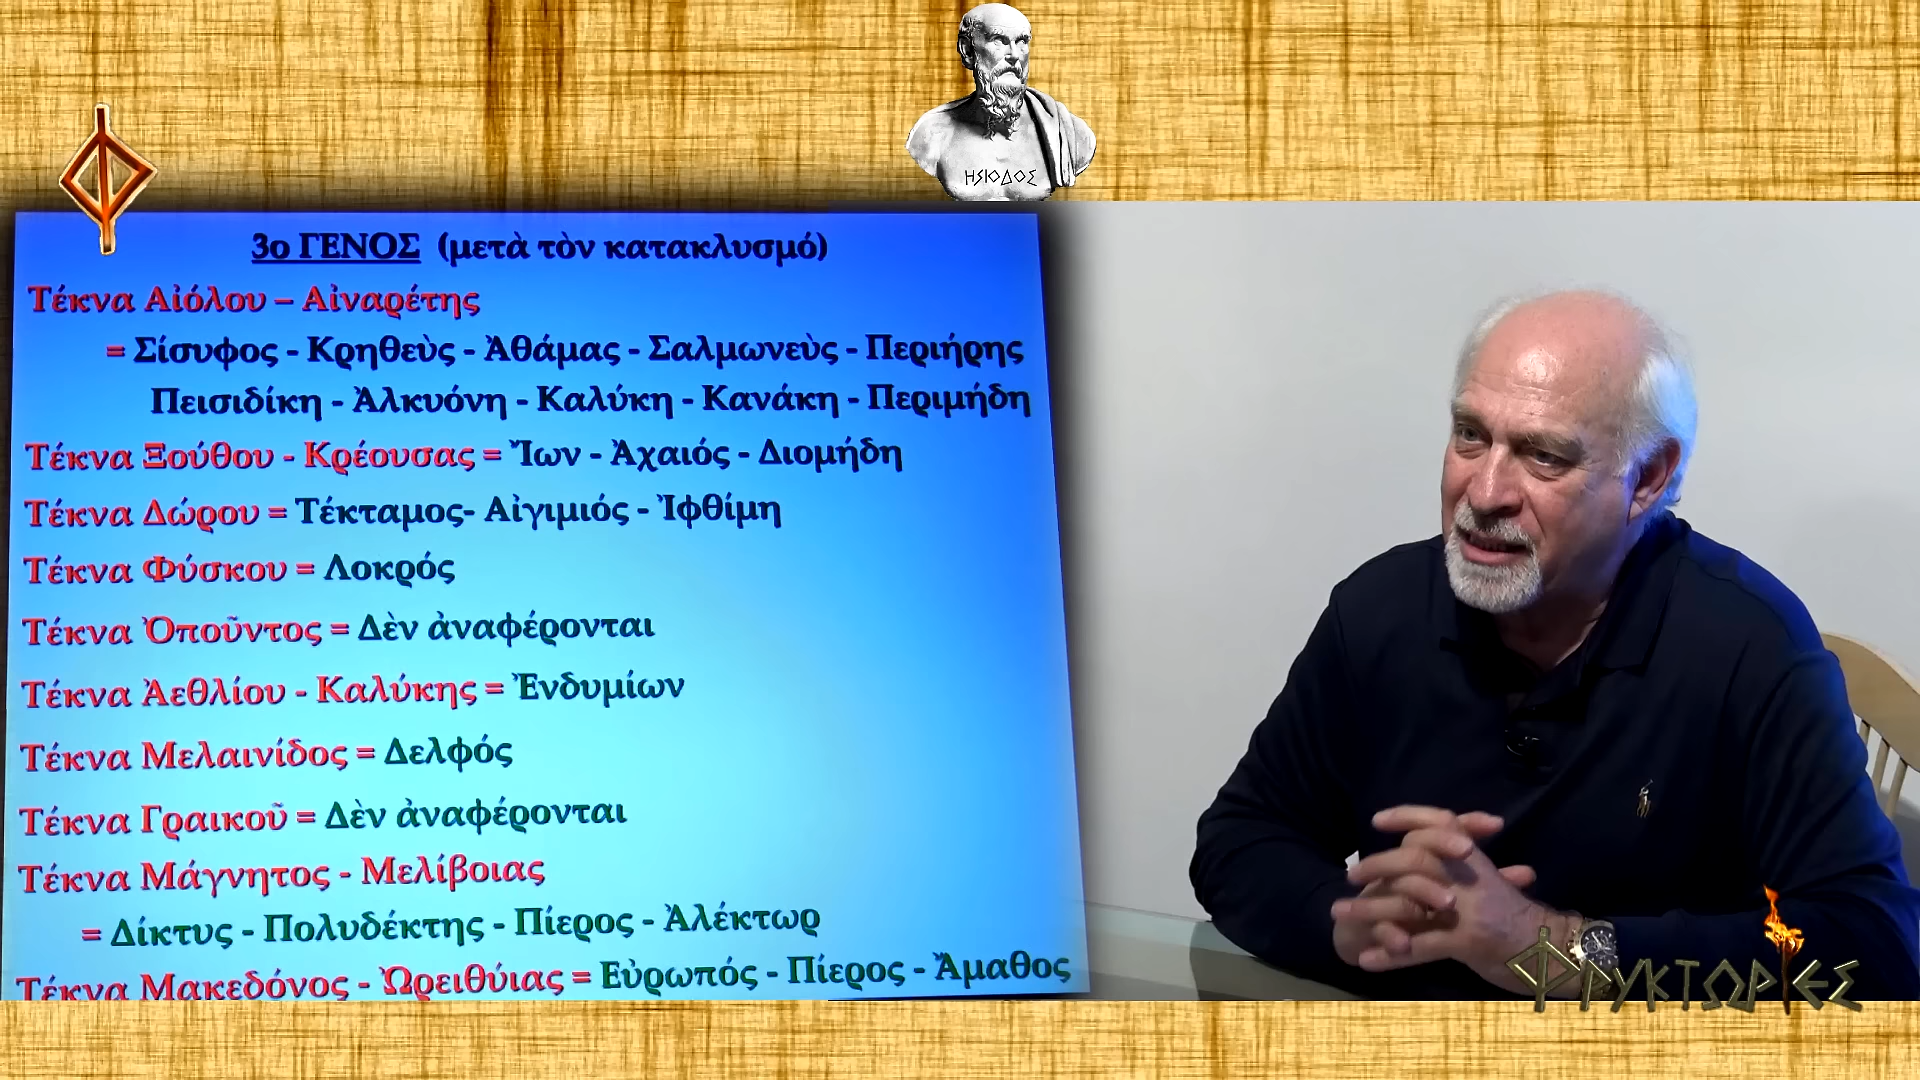 ΗΣΙΟΔΟΣ
3ο ΓΕΝΟΣ (μετὰ τὸν κατακλυσμό)
Τέκνα Αἰόλου – Αἰναρέτης
= Σίσυφος - Κρηθεὺς - Ἀθάμας - Σαλμωνεὺς - Περιήρης
Πεισιδίκη - Ἀλκυόνη - Καλύκη - Κανάκη - Περιμήδη
Τέκνα Ξούθου - Κρέουσας = Ἴων - Ἀχαιός - Διομήδη
Τέκνα Δώρου = Τέκταμος- Αἰγιμιός - Ἰφθίμη
Τέκνα Φύσκου = Λοκρός
Τέκνα Ὀποῦντος = Δὲν ἀναφέρονται
Τέκνα Ἀεθλίου - Καλύκης = Ἐνδυμίων
Τέκνα Μελαινίδος = Δελφός
Τέκνα Γραικοῦ = Δὲν ἀναφέρονται
Τέκνα Μάγνητος - Μελίβοιας
= Δίκτυς - Πολυδέκτης - Πίερος - Ἀλέκτωρ
Τέκνα Μακεδόνος - Ὠρειθύιας = Εὐρωπός - Πίερος - Ἄμαθος
ΦΡΥΚΤΩΡΙΕΣ